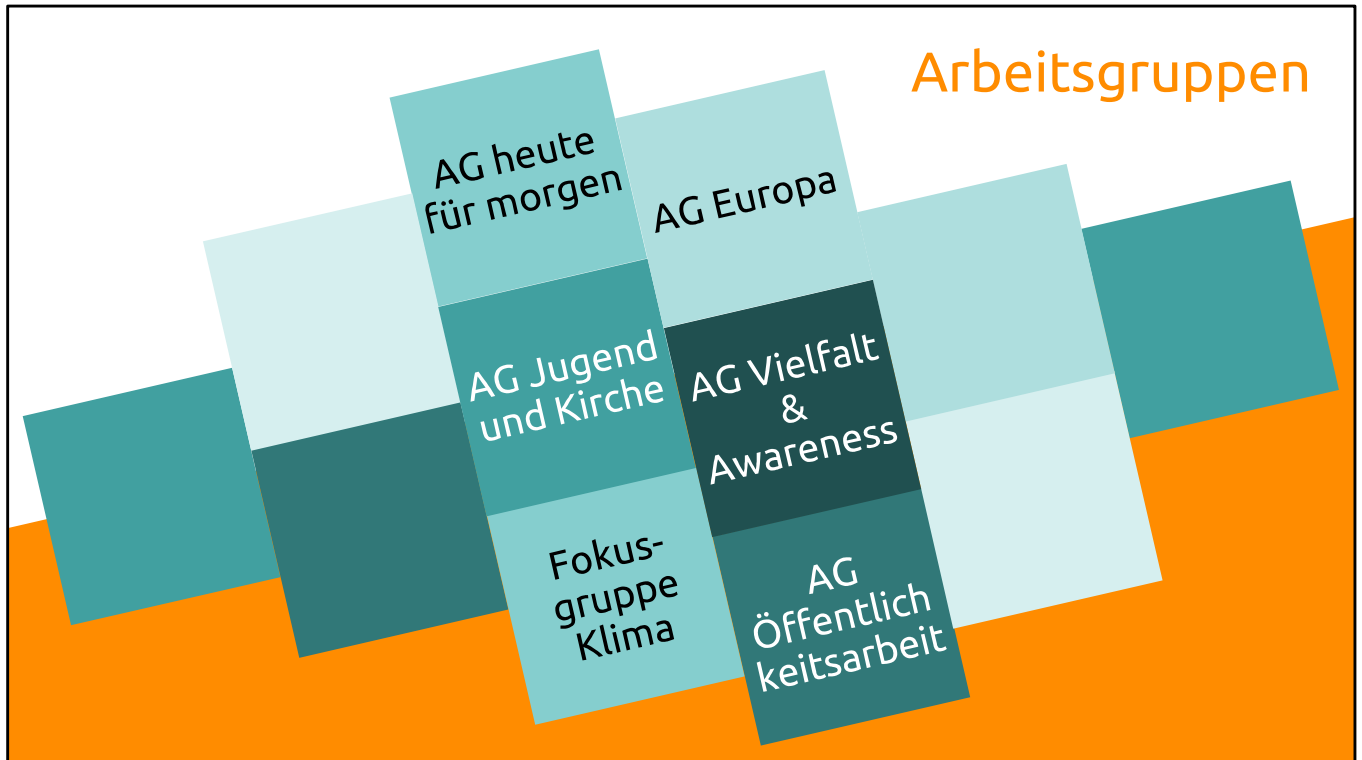 Arbeitsgruppen
AG heute
für morgen
AG Europa
AG Jugend
und Kirche
AG Vielfalt
&
Awareness
Fokus-
gruppe
Klima
AG
Öffentlich
keitsarbeit